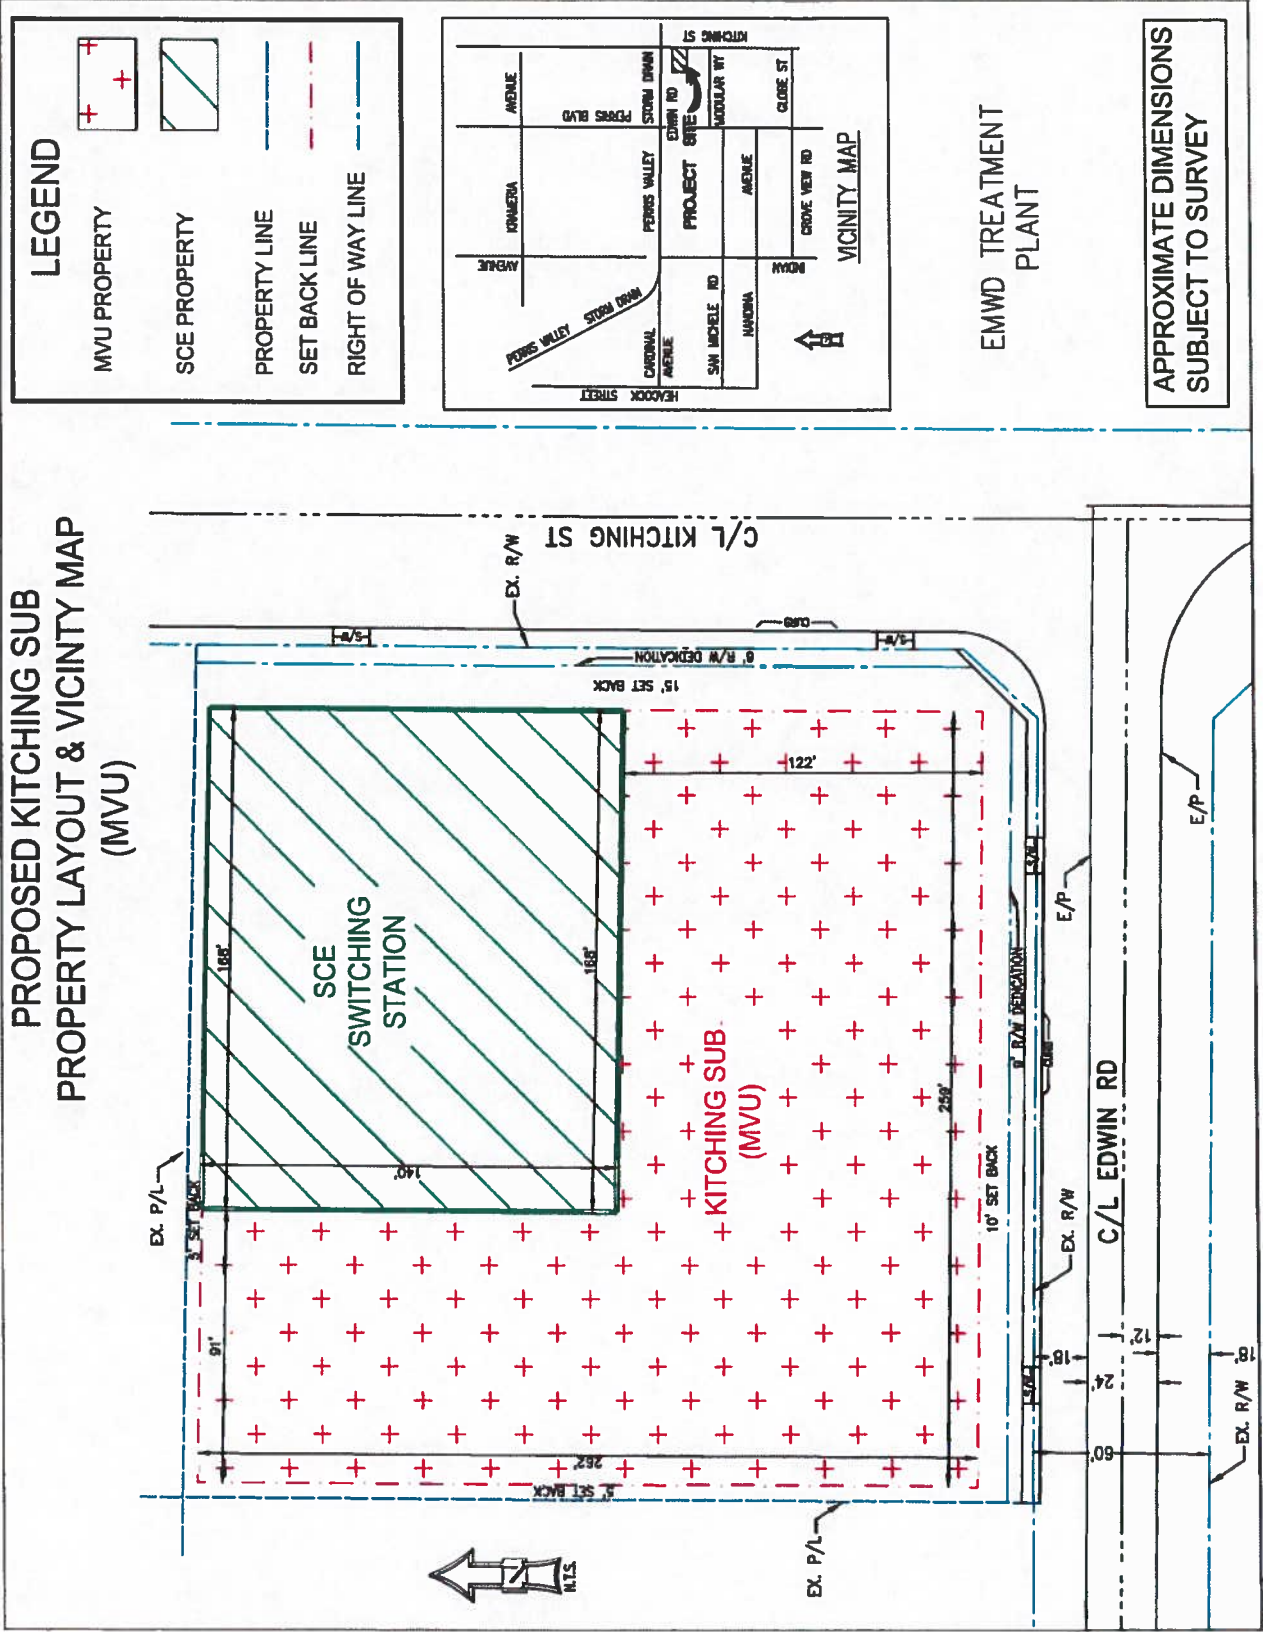 PROPOSED KITCHING SUB
PROPERTY LAYOUT & VICINTY MAP
(MVU)
LEGEND
MVU PROPERTY
SCE PROPERTY
PROPERTY LINE
SET BACK LINE
RIGHT OF WAY LINE
KITCHING ST
AVENUE
PERRIS BLVD
STORM DRAIN
EDWIN RD
MODULAR WY
GLOBE ST
KRAMERIA
PERRIS VALLEY
PROJECT SITE
AVENUE
GROVE VIEW RD
AVENUE
INDIAN
PERRIS VALLEY STORM DRAIN
CARDINAL
AVENUE
SAN MICHELE RD
NANDINA
HEACOCK STREET
VICINITY MAP
EMWD TREATMENT
PLANT
APPROXIMATE DIMENSIONS
SUBJECT TO SURVEY
C/L KITCHING ST
EX. R/W
S/W
CURB
S/W
6' R/W DEDICATION
15' SET BACK
EX. P/L
5' SET BACK
168'
SCE
SWITCHING
STATION
168'
140'
122'
KITCHING SUB
(MVU)
91'
262'
259'
5' SET BACK
10' SET BACK
R/W DEDICATION
S/W
CURB
S/W
E/P
E/P
C/L EDWIN RD
EX. R/W
EX. P/L
18'
24'
12'
18'
60'
EX. R/W
N.T.S.